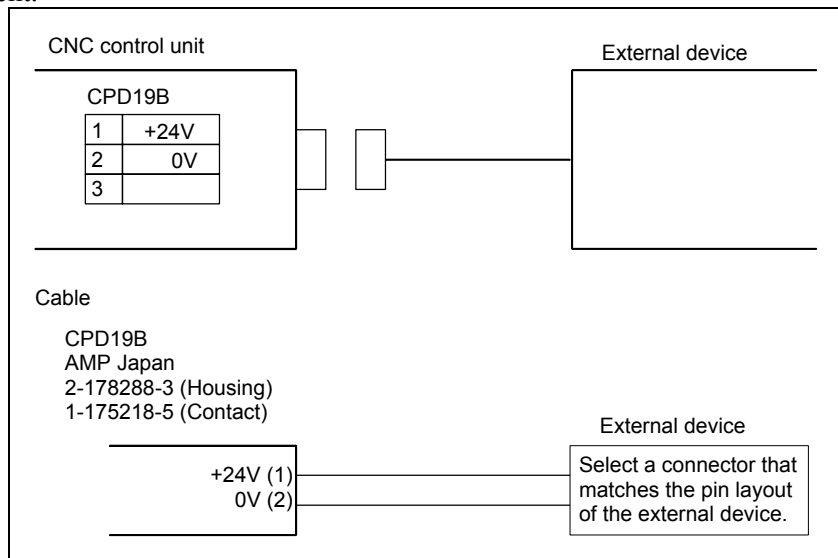 CNC control unit
External device
CPD19B
1 +24V
2 0V
3
Cable
CPD19B
AMP Japan
2-178288-3 (Housing)
1-175218-5 (Contact)
External device
+24V (1)
0V (2)
Select a connector that
matches the pin layout
of the external device.